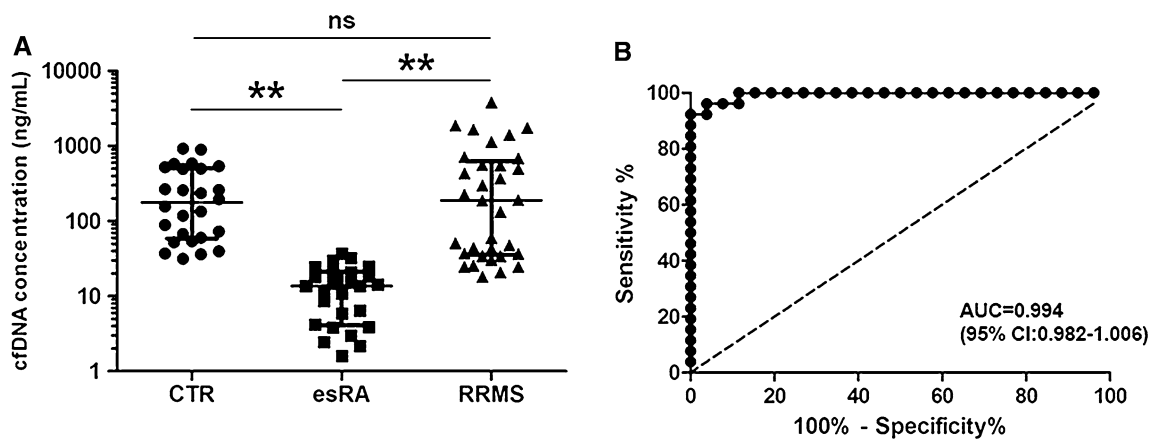 A
ns
**
**
cfDNA concentration (ng/mL)
10000
1000
100
10
1
CTR esRA RRMS
B
Sensitivity %
100
80
60
40
20
0
0 20 40 60 80 100
100% - Specificity%
AUC=0.994
(95% CI:0.982-1.006)